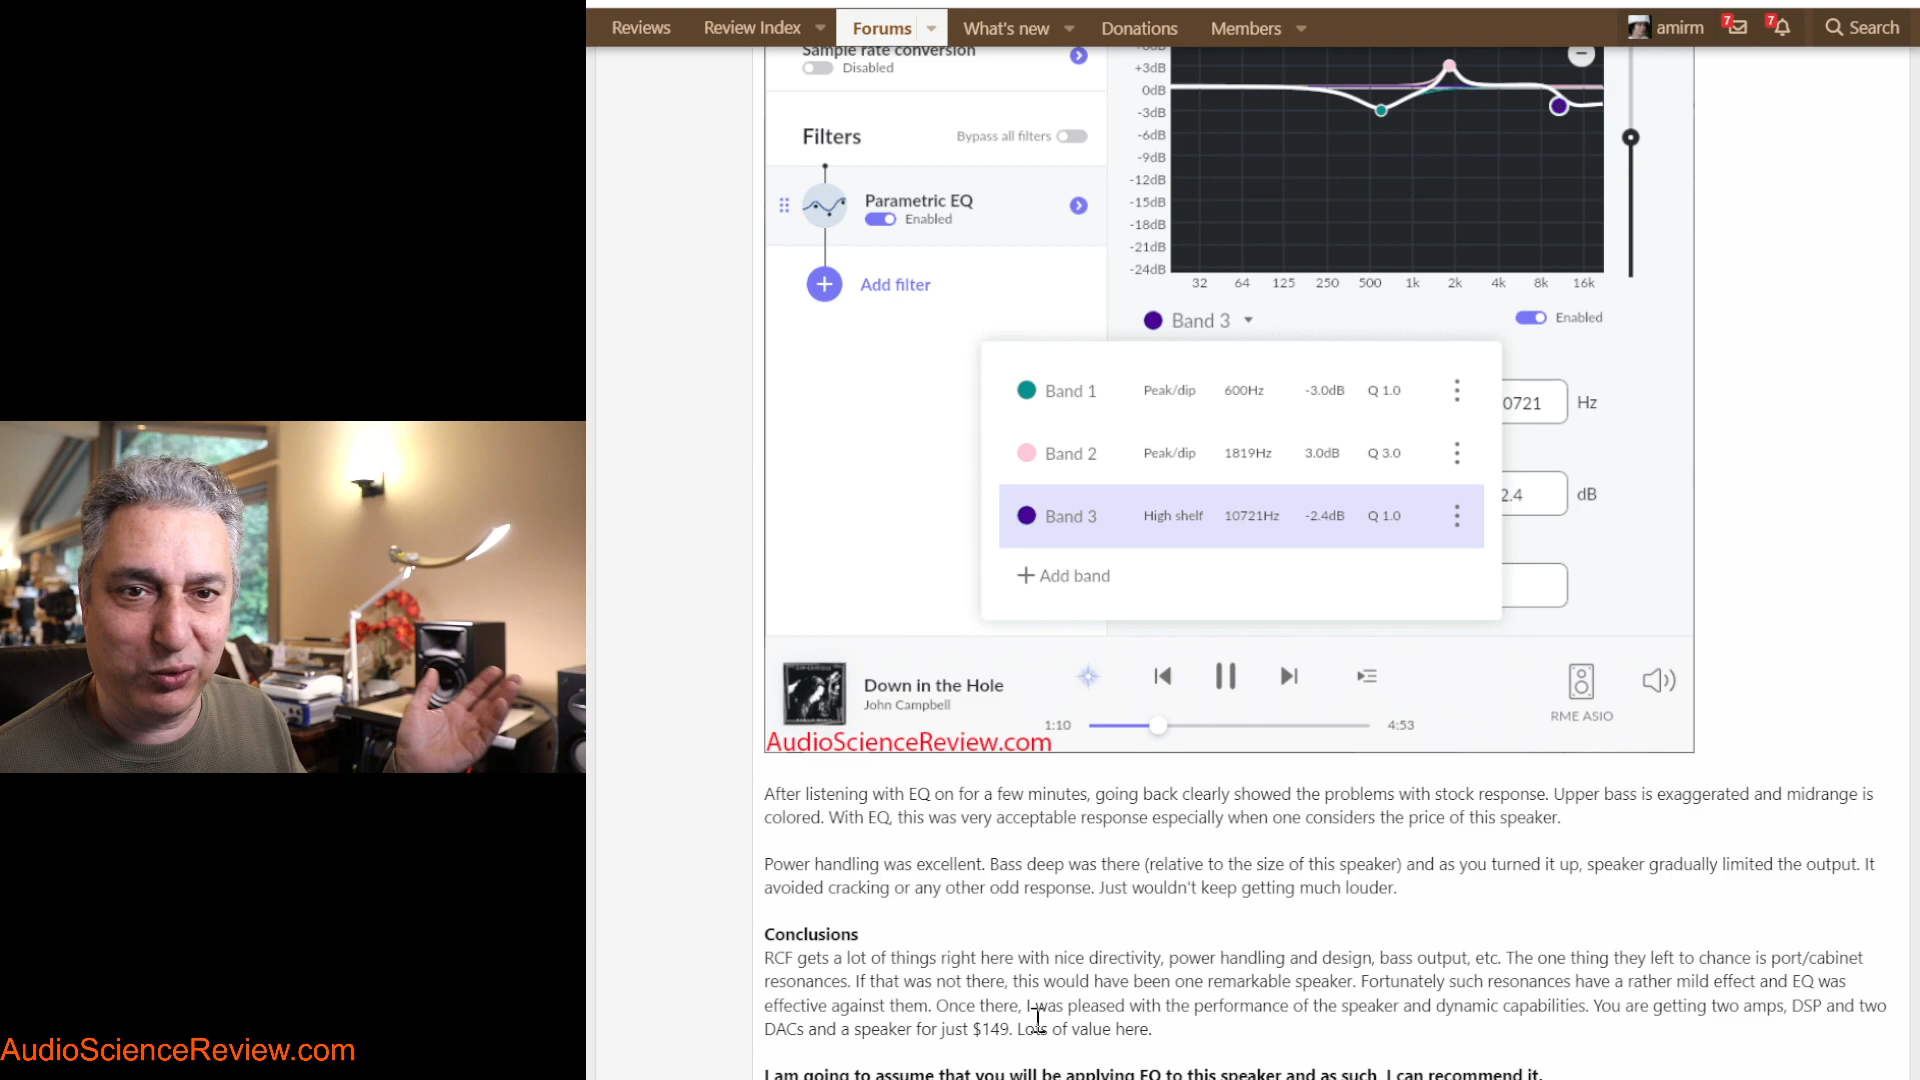 Reviews Review Index Forums What's new Donations Members 7 7 amirm Search
Sample rate conversion
Disabled
Filters Bypass all filters
Parametric EQ
Enabled
Add filter
+3dB
0dB
-3dB
-6dB
-9dB
-12dB
-15dB
-18dB
-21dB
-24dB
32 64 125 250 500 1k 2k 4k 8k 16k
Band 3 Enabled
Band 1 Peak/dip 600Hz -3.0dB Q 1.0
0721 Hz
Band 2 Peak/dip 1819Hz 3.0dB Q 3.0
2.4 dB
Band 3 High shelf 10721Hz -2.4dB Q 1.0
Add band
Down in the Hole
John Campbell
1:10 4:53
RME ASIO
AudioScienceReview.com
After listening with EQ on for a few minutes, going back clearly showed the problems with stock response. Upper bass is exaggerated and midrange is
colored. With EQ, this was very acceptable response especially when one considers the price of this speaker.
Power handling was excellent. Bass deep was there (relative to the size of this speaker) and as you turned it up, speaker gradually limited the output. It
avoided cracking or any other odd response. Just wouldn't keep getting much louder.
Conclusions
RCF gets a lot of things right here with nice directivity, power handling and design, bass output, etc. The one thing they left to chance is port/cabinet
resonances. If that was not there, this would have been one remarkable speaker. Fortunately such resonances have a rather mild effect and EQ was
effective against them. Once there, I was pleased with the performance of the speaker and dynamic capabilities. You are getting two amps, DSP and two
DACs and a speaker for just $149. Lots of value here.
I am going to assume that you will be applying EQ to this speaker and as such, I can recommend it.
AudioScienceReview.com